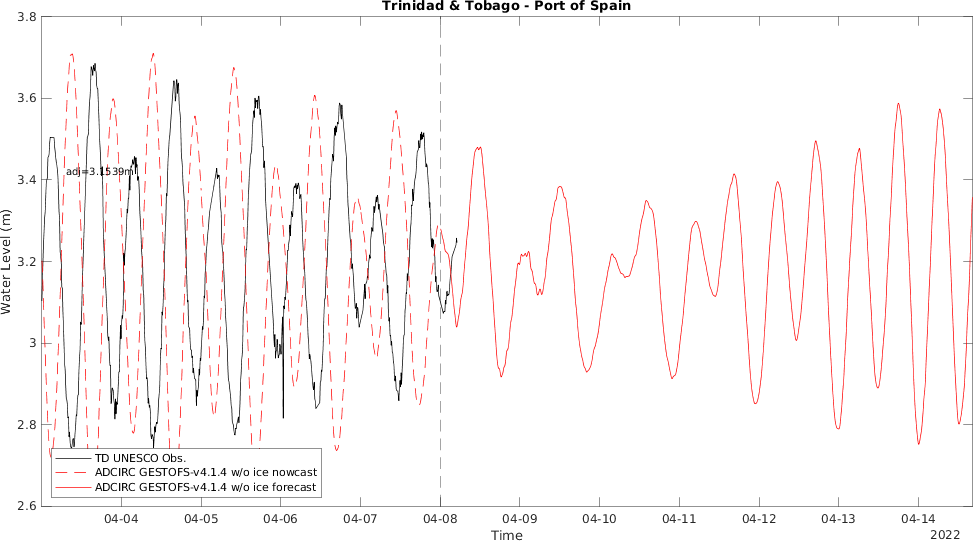 Trinidad & Tobago - Port of Spain
3.8
3.6
3.4
3.2
3
2.8
2.6
Water Level (m)
adj=3.1539m
TD UNESCO Obs.
ADCIRC GESTOFS-v4.1.4 w/o ice nowcast
ADCIRC GESTOFS-v4.1.4 w/o ice forecast
04-04 04-05 04-06 04-07 04-08 04-09 04-10 04-11 04-12 04-13 04-14
Time
2022